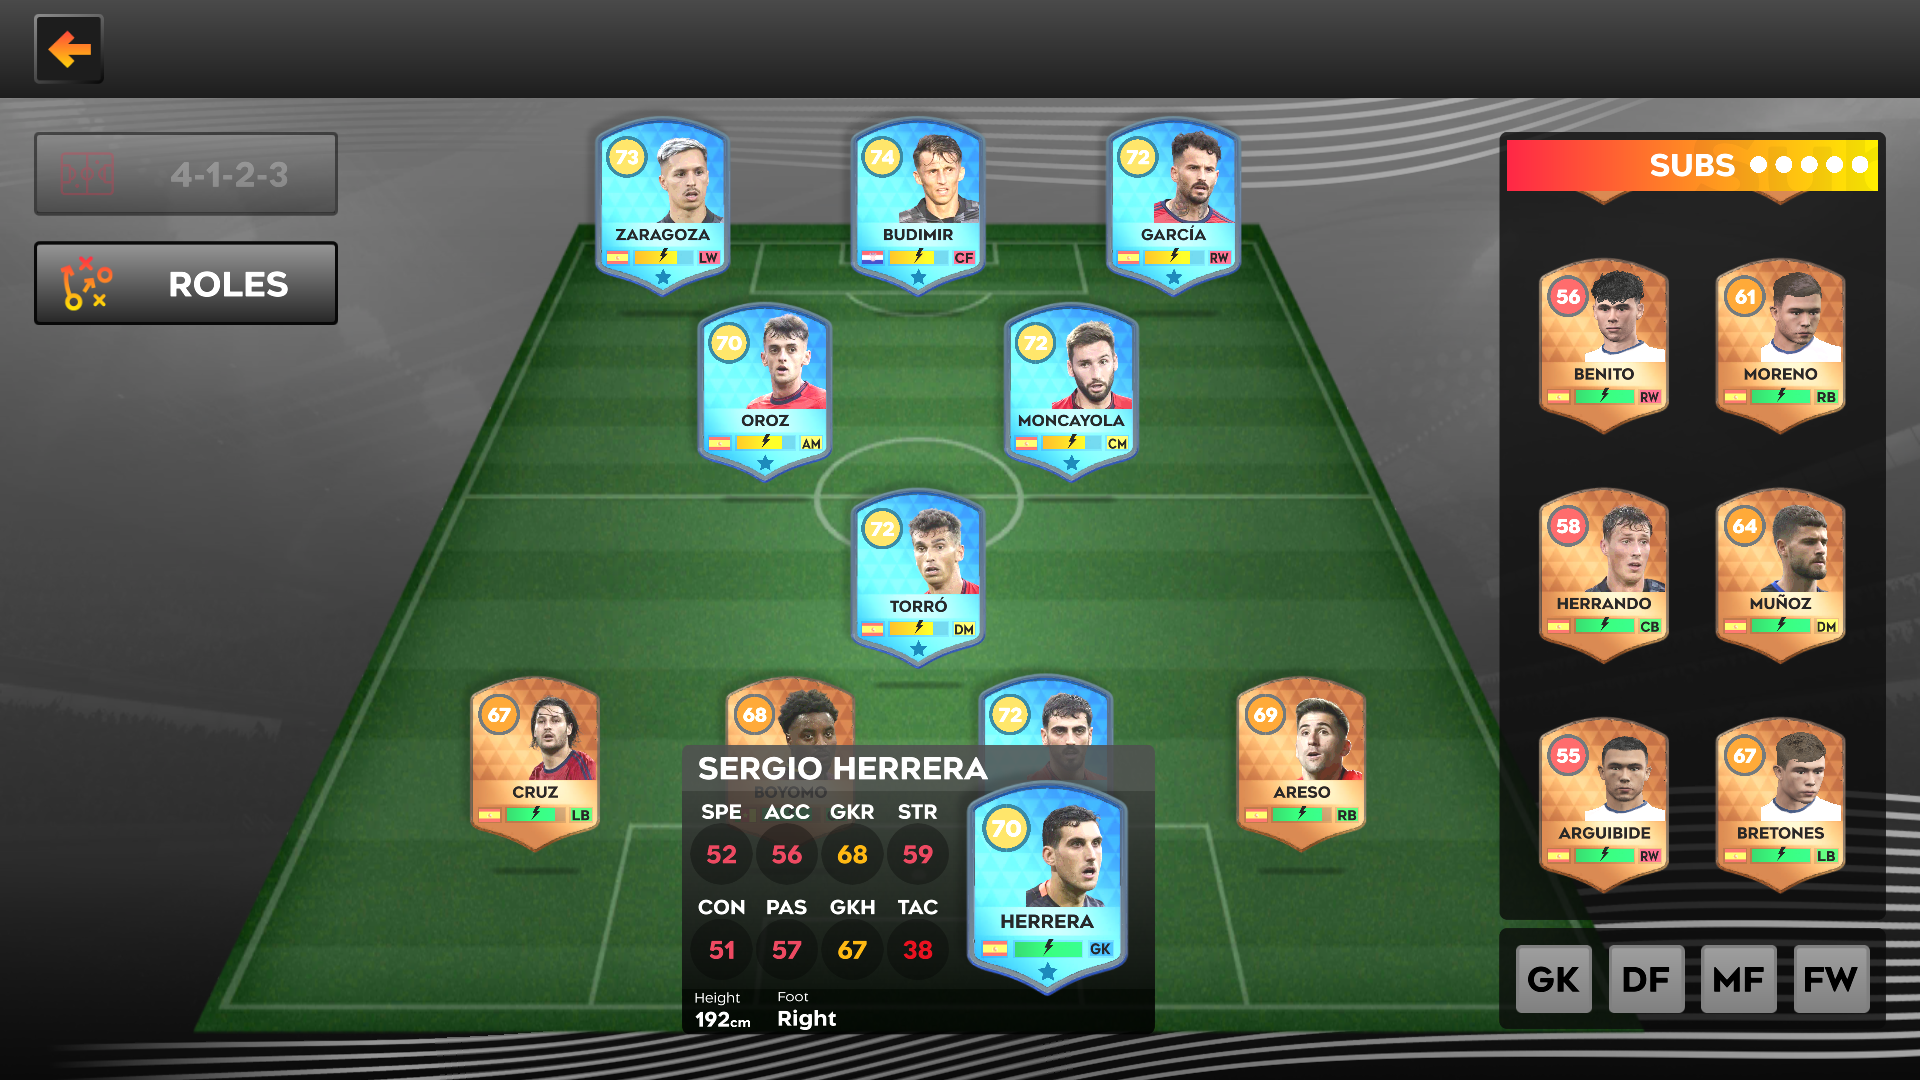 4-1-2-3
ROLES
73
ZARAGOZA
LW
74
BUDIMIR
CF
72
GARCÍA
RW
70
OROZ
AM
72
MONCAYOLA
CM
72
TORRÓ
DM
67
CRUZ
LB
68
BOYOMO
72
69
ARESO
RB
SERGIO HERRERA
SPE ACC GKR STR
52 56 68 59
CON PAS GKH TAC
51 57 67 38
Height Foot
192cm Right
70
HERRERA
GK
SUBS
56
BENITO
RW
61
MORENO
RB
58
HERRANDO
CB
64
MUÑOZ
DM
55
ARGUIBIDE
RW
67
BRETONES
LB
GK DF MF FW